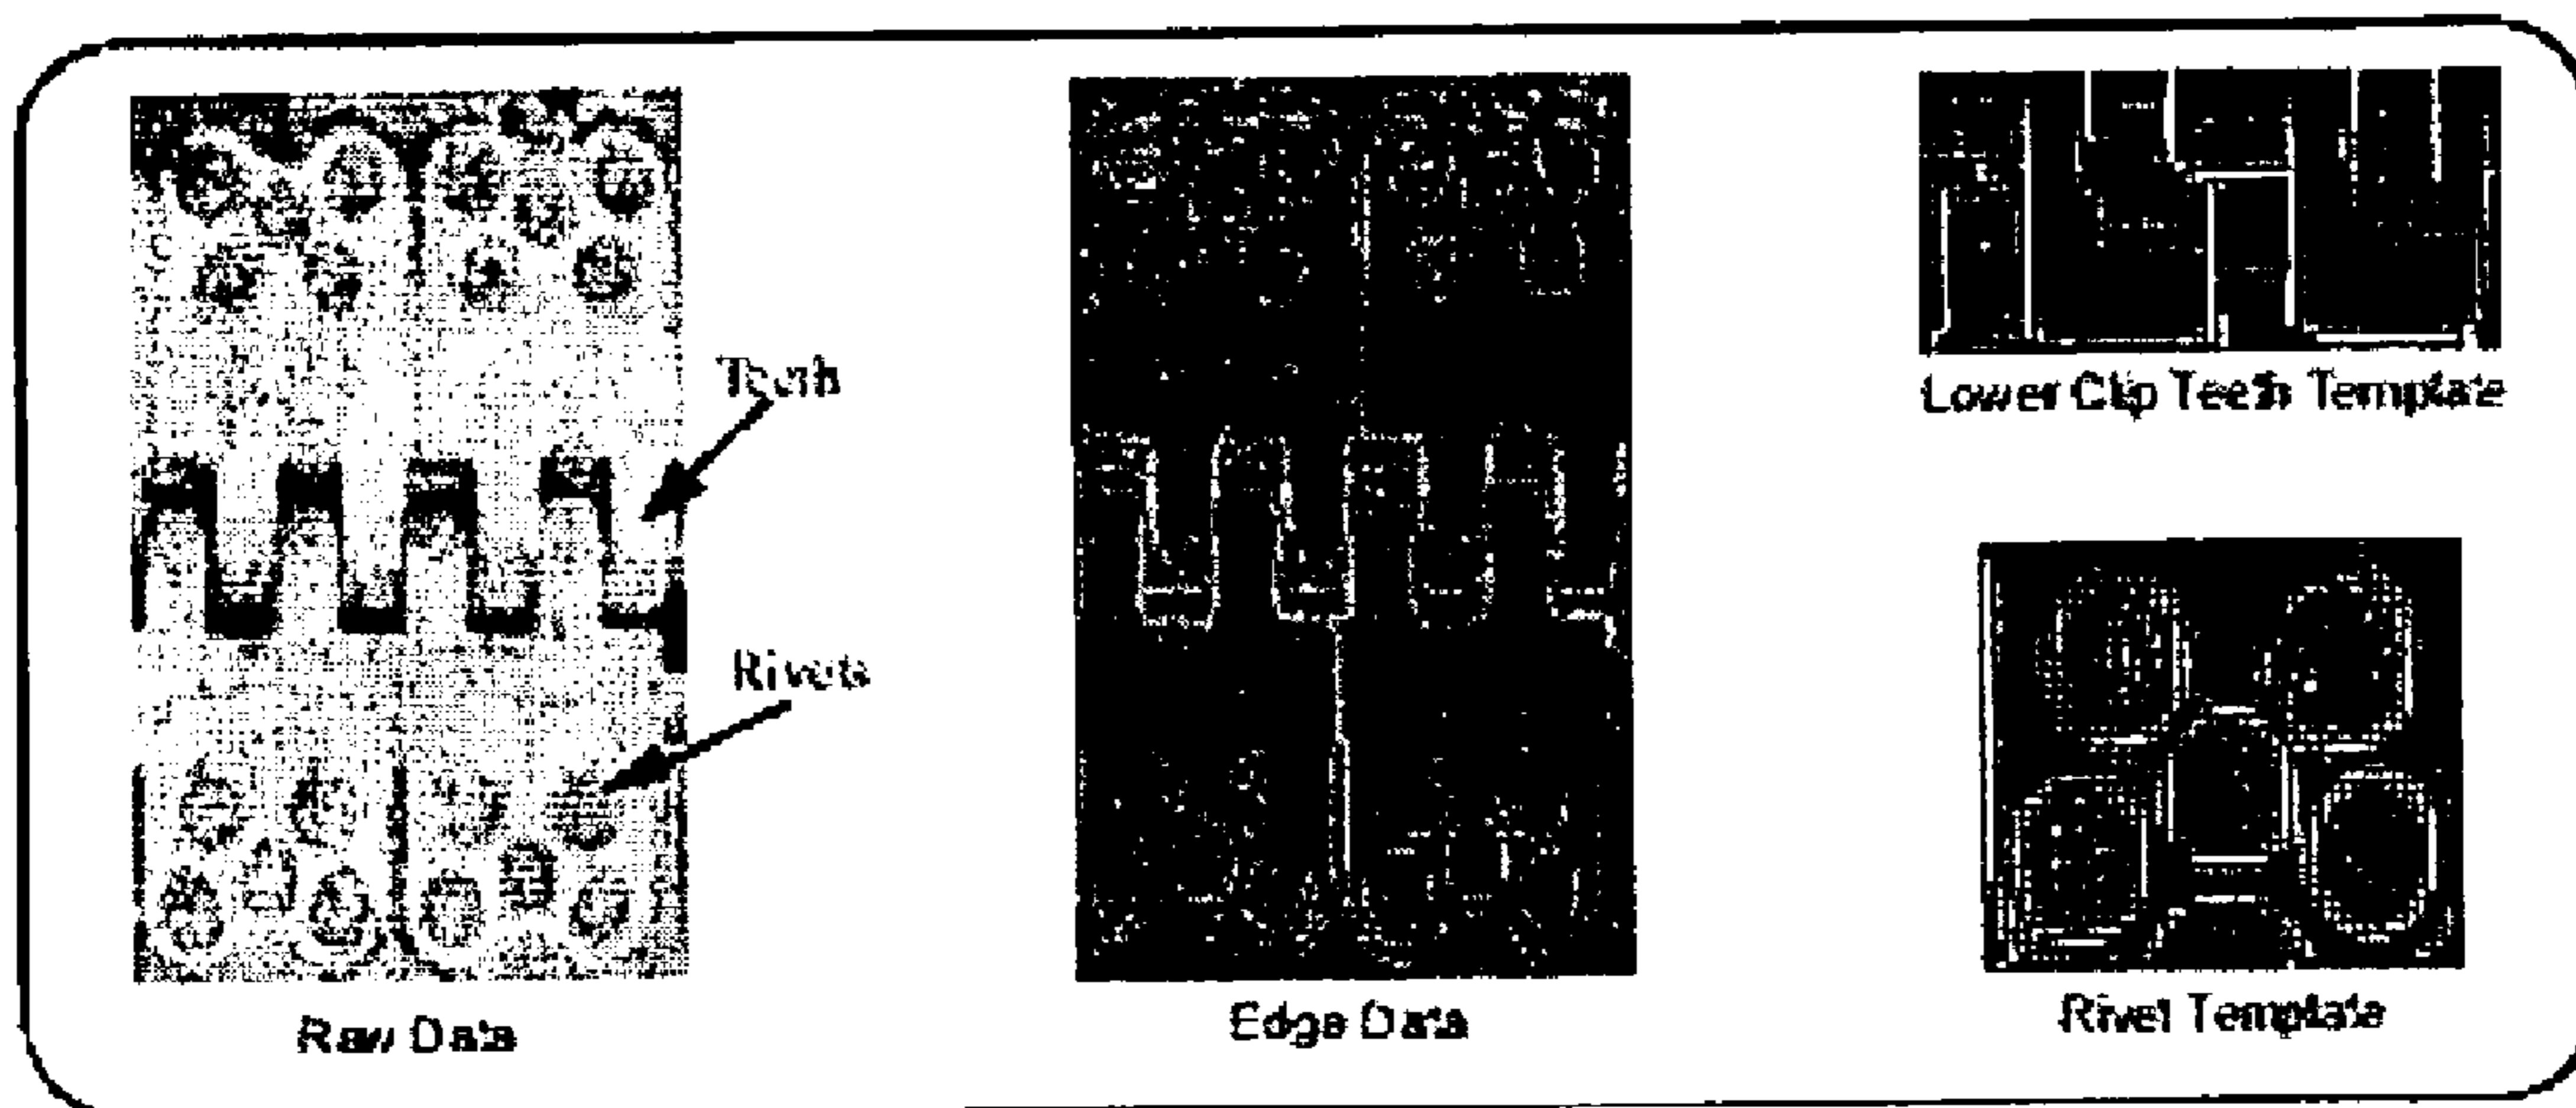 Teeth
Rivets
Raw Data
Edge Data
Lower Clip Teeth Template
Rivet Template